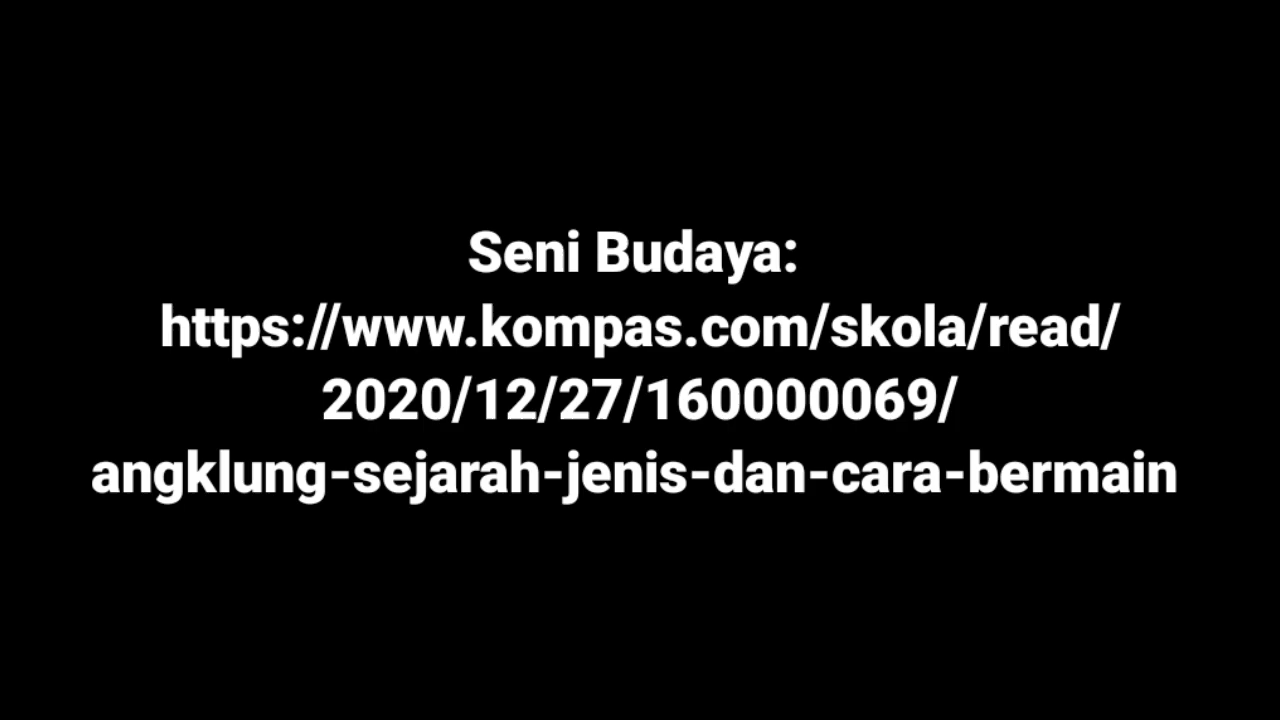 Seni Budaya:
https://www.kompas.com/skola/read/
2020/12/27/160000069/
angklung-sejarah-jenis-dan-cara-bermain